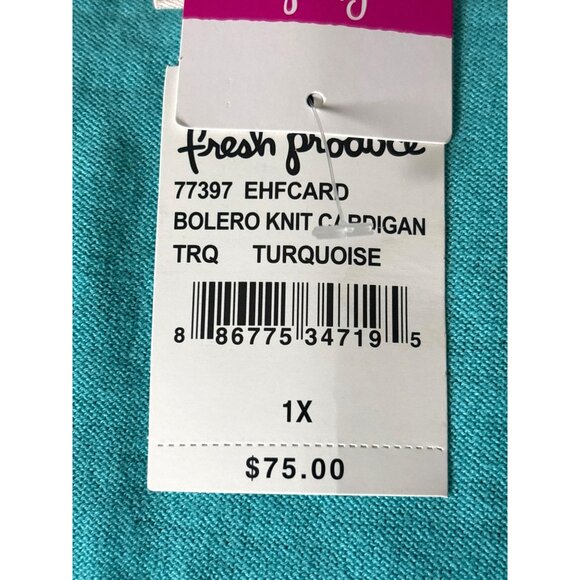 fresh produce
77397 EHFCARD
BOLERO KNIT CARDIGAN
TRQ TURQUOISE
8 86775 34719 5
1X
$75.00